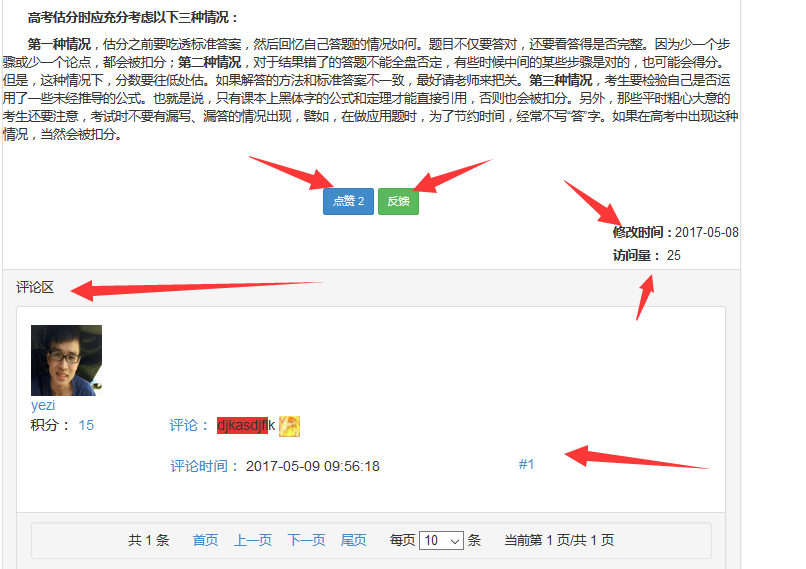 高考估分时应充分考虑以下三种情况：
第一种情况，估分之前要吃透标准答案，然后回忆自己答题的情况如何。题目不仅要答对，还要看答得是否完整。因为少一个步
骤或少一个论点，都会被扣分；第二种情况，对于结果错了的答题不能全盘否定，有些时候中间的某些步骤是对的，也可能会得分。
但是，这种情况下，分数要往低处估。如果解答的方法和标准答案不一致，最好请老师来把关。第三种情况，考生要检验自己是否运
用了一些未经推导的公式。也就是说，只有课本上黑体字的公式和定理才能直接引用，否则也会被扣分。另外，那些平时粗心大意的
考生还要注意，考试时不要有漏写、漏答的情况出现，譬如，在做应用题时，为了节约时间，经常不写“答”字。如果在高考中出现这种
情况，当然会被扣分。
点赞 2 反馈
修改时间：2017-05-08
访问量： 25
评论区
yezi
积分： 15 评论： djkasdjflk
评论时间： 2017-05-09 09:56:18 #1
共 1 条 首页 上一页 下一页 尾页 每页 10 条 当前第 1 页/共 1 页